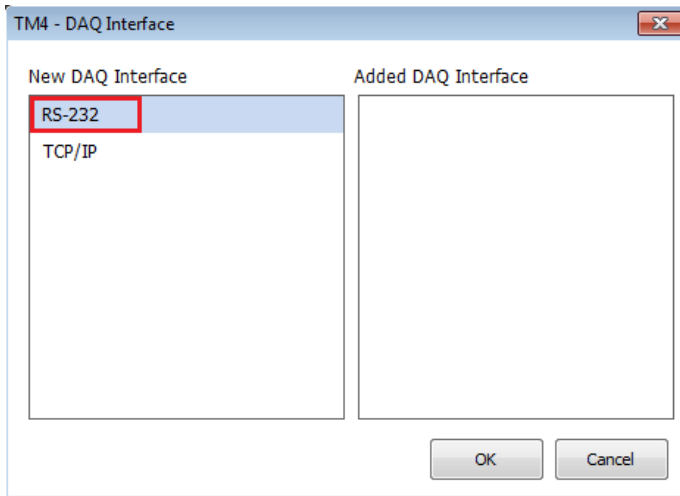 TM4 - DAQ Interface
New DAQ Interface
Added DAQ Interface
RS-232
TCP/IP
OK
Cancel